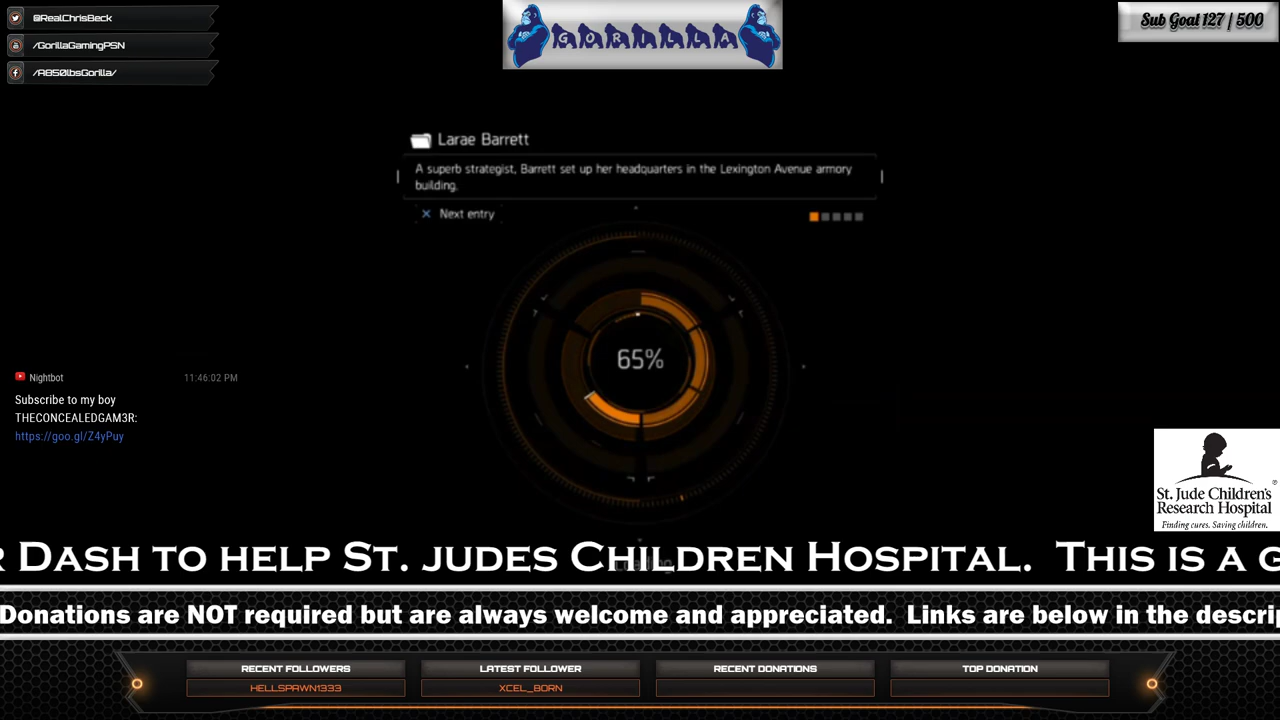 @RealChrisBeck
/GorillaGamingPSN
/A850lbsGorilla/
GORILLA
Sub Goal 127 / 500
Larae Barrett
A superb strategist, Barrett set up her headquarters in the Lexington Avenue armory
building.
Next entry
65%
Nightbot 11:46:02 PM
Subscribe to my boy
THECONCEALEDGAM3R:
https://goo.gl/Z4yPuy
St. Jude Children's
Research Hospital
Finding cures. Saving children.
R DASH TO HELP ST. JUDES CHILDREN HOSPITAL. THIS IS A G
Loading
Donations are NOT required but are always welcome and appreciated. Links are below in the descrip
RECENT FOLLOWERS LATEST FOLLOWER RECENT DONATIONS TOP DONATION
HELLSPAWN1333 XCEL_BORN